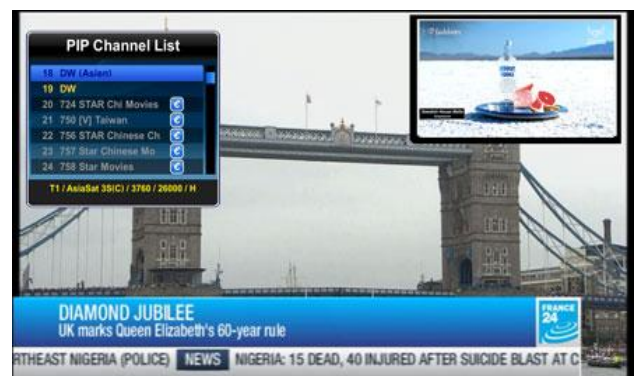 PIP Channel List
18 DW (Asien)
19 DW
20 724 STAR Chi Movies
21 750 [V] Taiwan
22 756 STAR Chinese Ch
23 757 Star Chinese Mo
24 758 Star Movies
T1 / AsiaSat 3S(C) / 3760 / 26000 / H
DIAMOND JUBILEE
UK marks Queen Elizabeth's 60-year rule
FRANCE
24
RTHEAST NIGERIA (POLICE) NEWS NIGERIA: 15 DEAD, 40 INJURED AFTER SUICIDE BLAST AT C